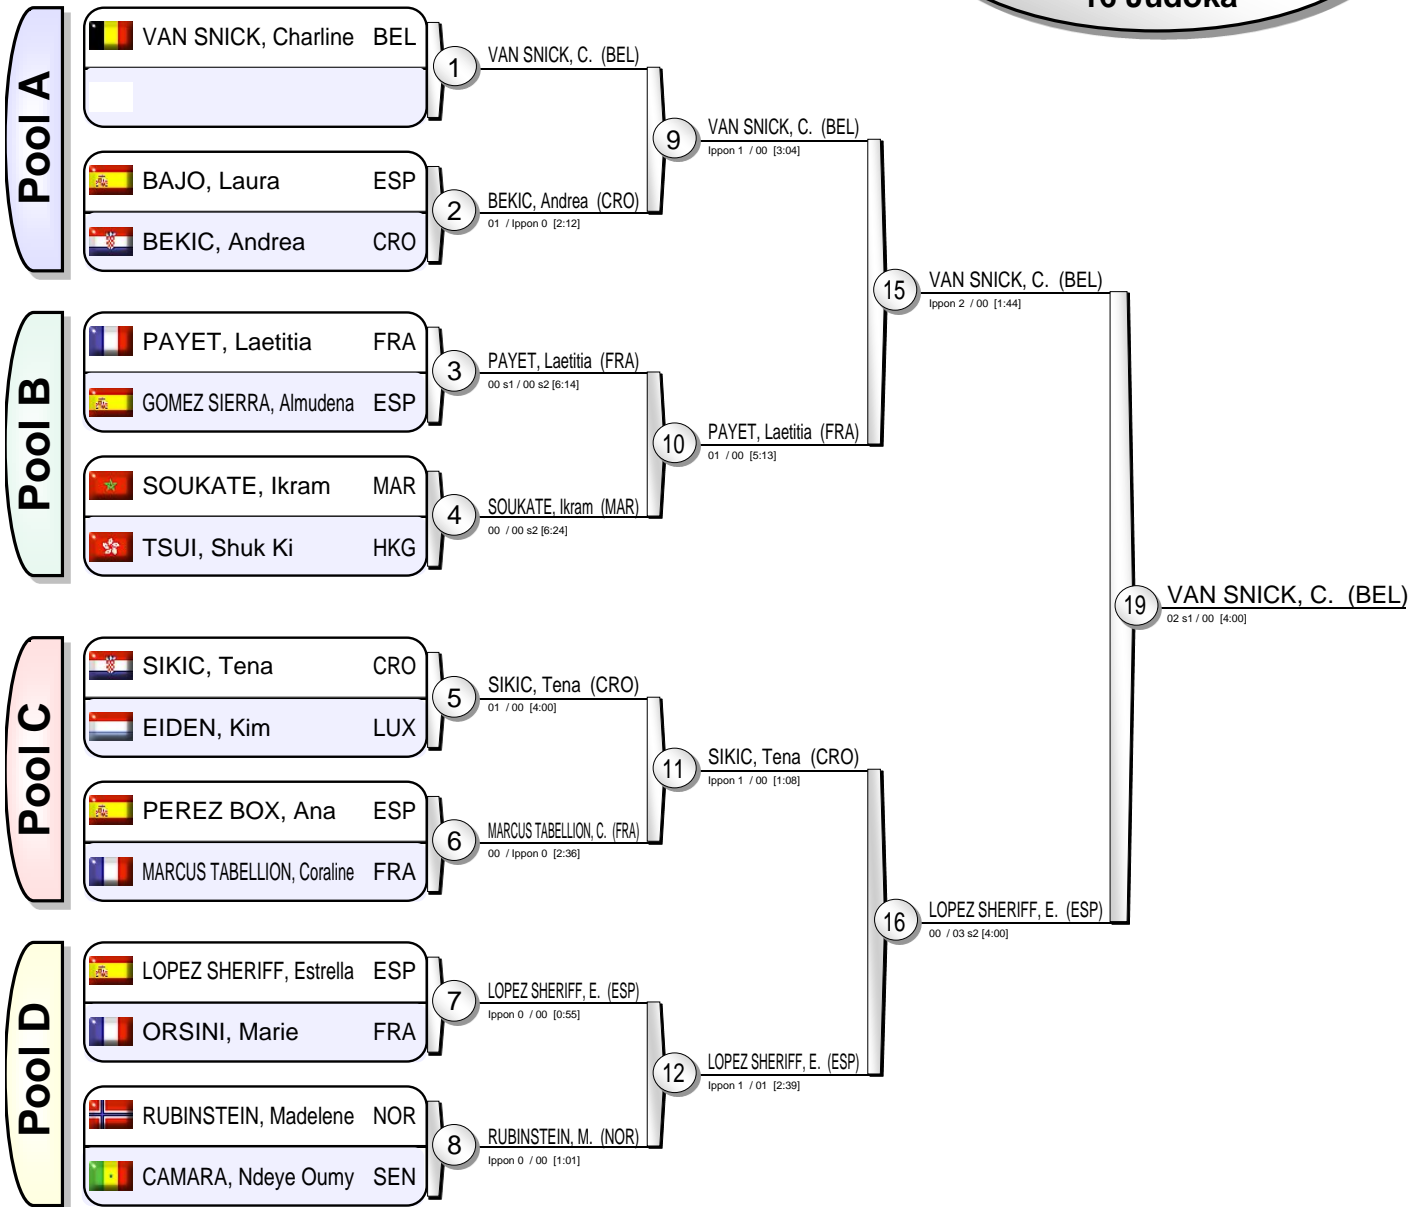 16 Judoka
Pool A
VAN SNICK, Charline BEL
1
VAN SNICK, C. (BEL)
BAJO, Laura ESP
BEKIC, Andrea CRO
2
BEKIC, Andrea (CRO)
01 / Ippon 0 [2:12]
9
VAN SNICK, C. (BEL)
Ippon 1 / 00 [3:04]
Pool B
PAYET, Laetitia FRA
GOMEZ SIERRA, Almudena ESP
3
PAYET, Laetitia (FRA)
00 s1 / 00 s2 [6:14]
SOUKATE, Ikram MAR
TSUI, Shuk Ki HKG
4
SOUKATE, Ikram (MAR)
00 / 00 s2 [6:24]
10
PAYET, Laetitia (FRA)
01 / 00 [5:13]
15
VAN SNICK, C. (BEL)
Ippon 2 / 00 [1:44]
Pool C
SIKIC, Tena CRO
EIDEN, Kim LUX
5
SIKIC, Tena (CRO)
01 / 00 [4:00]
PEREZ BOX, Ana ESP
MARCUS TABELLION, Coraline FRA
6
MARCUS TABELLION, C. (FRA)
00 / Ippon 0 [2:36]
11
SIKIC, Tena (CRO)
Ippon 1 / 00 [1:08]
Pool D
LOPEZ SHERIFF, Estrella ESP
ORSINI, Marie FRA
7
LOPEZ SHERIFF, E. (ESP)
Ippon 0 / 00 [0:55]
RUBINSTEIN, Madelene NOR
CAMARA, Ndeye Oumy SEN
8
RUBINSTEIN, M. (NOR)
Ippon 0 / 00 [1:01]
12
LOPEZ SHERIFF, E. (ESP)
Ippon 1 / 01 [2:39]
16
LOPEZ SHERIFF, E. (ESP)
00 / 03 s2 [4:00]
19
VAN SNICK, C. (BEL)
02 s1 / 00 [4:00]